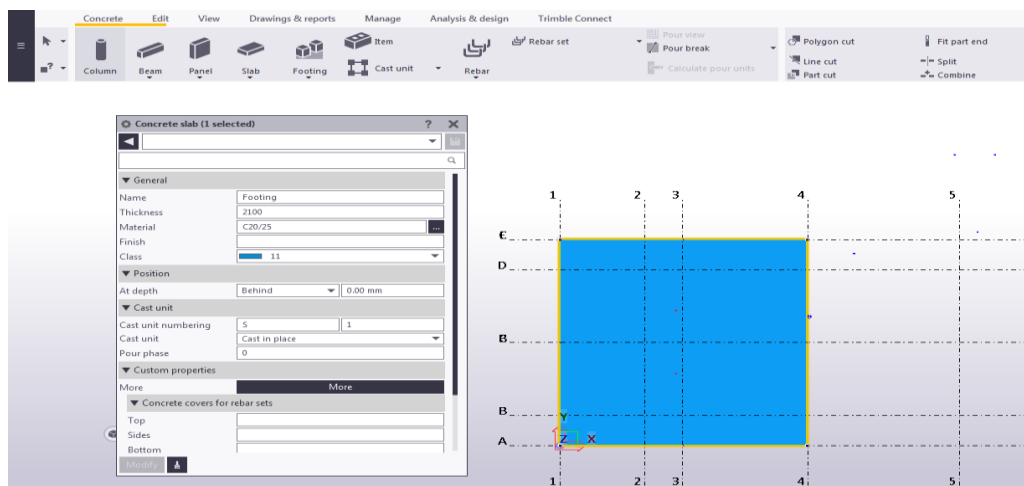 Concrete Edit View Drawings & reports Manage Analysis & design Trimble Connect
Item Rebar set Pour view Polygon cut Fit part end
Pour break Line cut Split
Cast unit Calculate pour units Part cut Combine
Column Beam Panel Slab Footing Rebar
Concrete slab (1 selected) ?
General
Name Footing
Thickness 2100
Material C20/25 ...
Finish
Class 11
Position
At depth Behind 0.00 mm
Cast unit
Cast unit numbering S 1
Cast unit Cast in place
Pour phase 0
Custom properties
More More
Concrete covers for rebar sets
Top
Sides
Bottom
Modify
1 2 3 4 5
D
B
B
A
Y
Z X
1 2 3 4 5